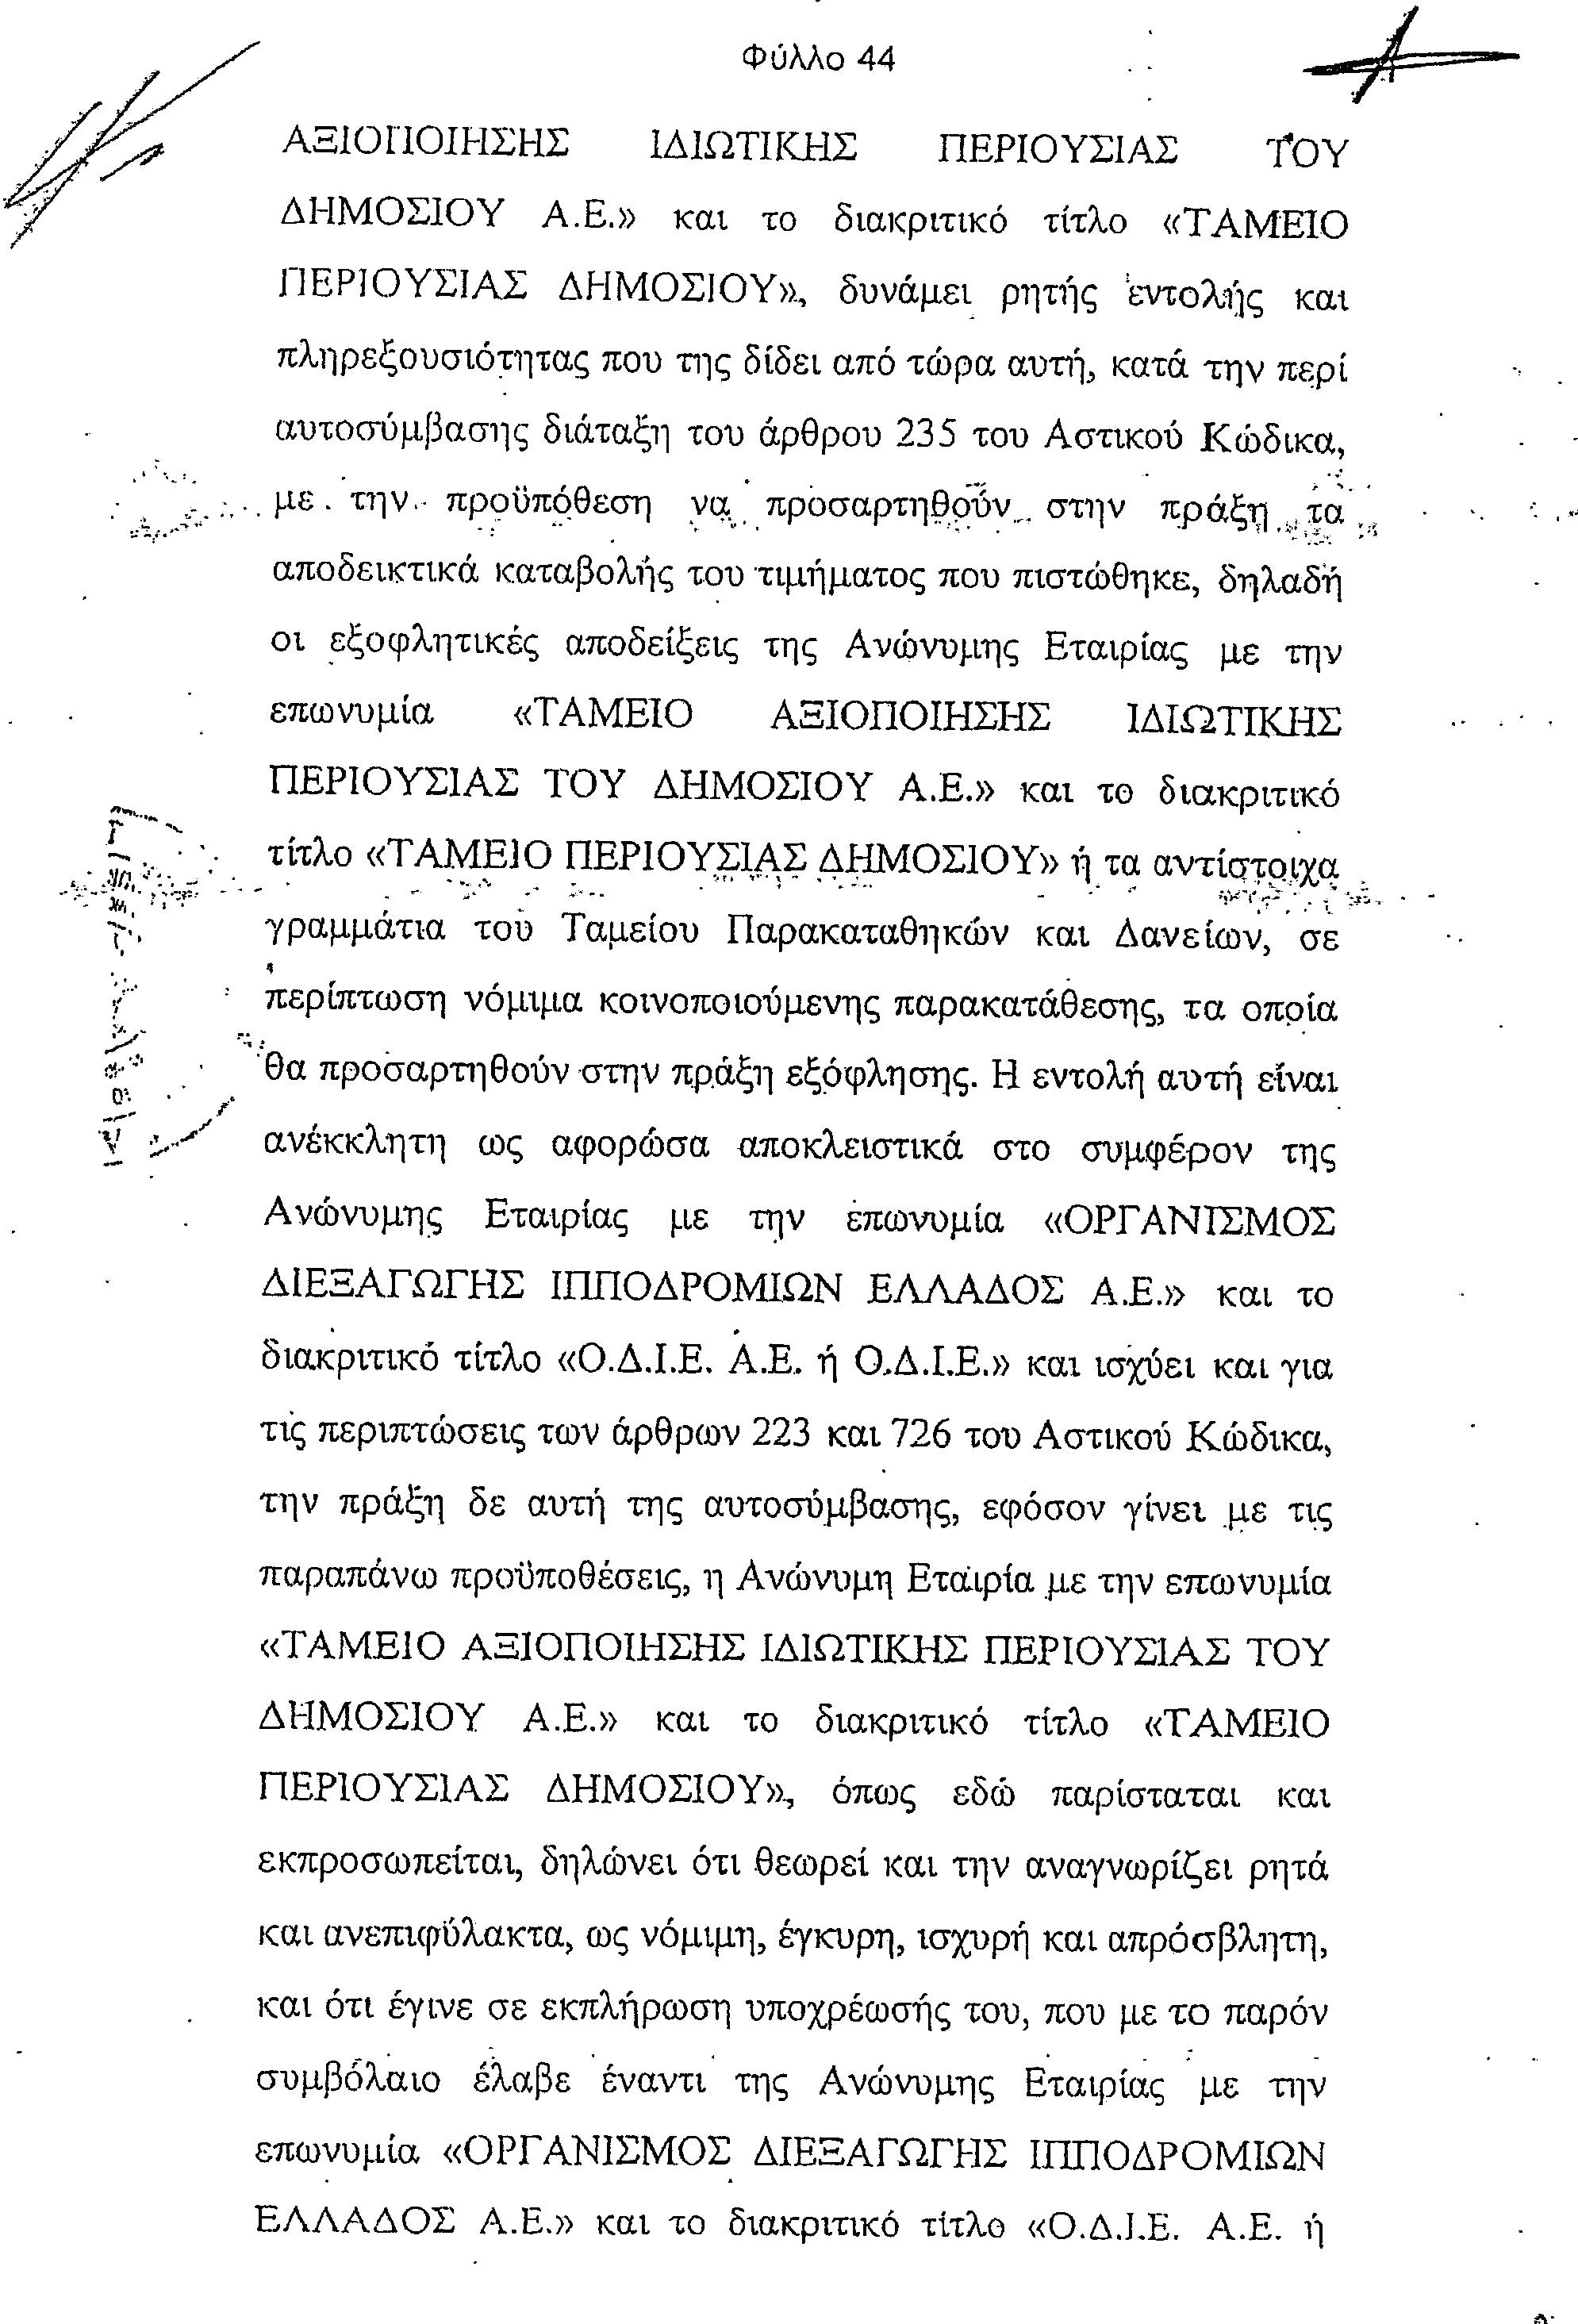 Φύλλο 44
ΑΞΙΟΠΟΙΗΣΗΣ ΙΔΙΩΤΙΚΗΣ ΠΕΡΙΟΥΣΙΑΣ ΤΟΥ
ΔΗΜΟΣΙΟΥ Α.Ε.» και το διακριτικό τίτλο «ΤΑΜΕΙΟ
ΠΕΡΙΟΥΣΙΑΣ ΔΗΜΟΣΙΟΥ», δυνάμει ρητής εντολής και
πληρεξουσιότητας που της δίδει από τώρα αυτή, κατά την περί
αυτοσύμβασης διάταξη του άρθρου 235 του Αστικού Κώδικα,
με την προϋπόθεση να προσαρτηθούν στην πράξη τα
αποδεικτικά καταβολής του τιμήματος που πιστώθηκε, δηλαδή
οι εξοφλητικές αποδείξεις της Ανώνυμης Εταιρίας με την
επωνυμία «ΤΑΜΕΙΟ ΑΞΙΟΠΟΙΗΣΗΣ ΙΔΙΩΤΙΚΗΣ
ΠΕΡΙΟΥΣΙΑΣ ΤΟΥ ΔΗΜΟΣΙΟΥ Α.Ε.» και το διακριτικό
τίτλο «ΤΑΜΕΙΟ ΠΕΡΙΟΥΣΙΑΣ ΔΗΜΟΣΙΟΥ» ή τα αντίστοιχα
γραμμάτια του Ταμείου Παρακαταθηκών και Δανείων, σε
περίπτωση νόμιμα κοινοποιούμενης παρακατάθεσης, τα οποία
θα προσαρτηθούν στην πράξη εξόφλησης. Η εντολή αυτή είναι
ανέκκλητη ως αφορώσα αποκλειστικά στο συμφέρον της
Ανώνυμης Εταιρίας με την επωνυμία «ΟΡΓΑΝΙΣΜΟΣ
ΔΙΕΞΑΓΩΓΗΣ ΙΠΠΟΔΡΟΜΙΩΝ ΕΛΛΑΔΟΣ Α.Ε.» και το
διακριτικό τίτλο «Ο.Δ.Ι.Ε. Α.Ε. ή Ο.Δ.Ι.Ε.» και ισχύει και για
τις περιπτώσεις των άρθρων 223 και 726 του Αστικού Κώδικα,
την πράξη δε αυτή της αυτοσύμβασης, εφόσον γίνει με τις
παραπάνω προϋποθέσεις, η Ανώνυμη Εταιρία με την επωνυμία
«ΤΑΜΕΙΟ ΑΞΙΟΠΟΙΗΣΗΣ ΙΔΙΩΤΙΚΗΣ ΠΕΡΙΟΥΣΙΑΣ ΤΟΥ
ΔΗΜΟΣΙΟΥ Α.Ε.» και το διακριτικό τίτλο «ΤΑΜΕΙΟ
ΠΕΡΙΟΥΣΙΑΣ ΔΗΜΟΣΙΟΥ», όπως εδώ παρίσταται και
εκπροσωπείται, δηλώνει ότι θεωρεί και την αναγνωρίζει ρητά
και ανεπιφύλακτα, ως νόμιμη, έγκυρη, ισχυρή και απρόσβλητη,
και ότι έγινε σε εκπλήρωση υποχρέωσής του, που με το παρόν
συμβόλαιο έλαβε έναντι της Ανώνυμης Εταιρίας με την
επωνυμία «ΟΡΓΑΝΙΣΜΟΣ ΔΙΕΞΑΓΩΓΗΣ ΙΠΠΟΔΡΟΜΙΩΝ
ΕΛΛΑΔΟΣ Α.Ε.» και το διακριτικό τίτλο «Ο.Δ.Ι.Ε. Α.Ε. ή